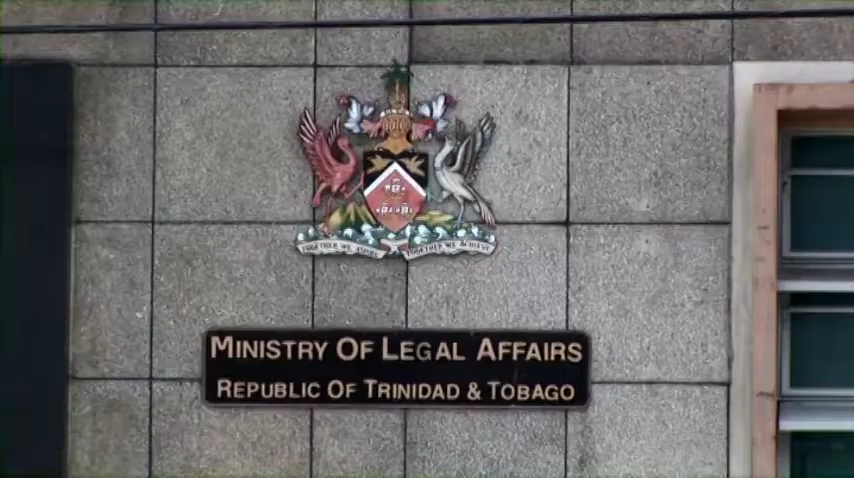 TOGETHER WE ASPIRE TOGETHER WE ACHIEVE
MINISTRY OF LEGAL AFFAIRS
REPUBLIC OF TRINIDAD & TOBAGO